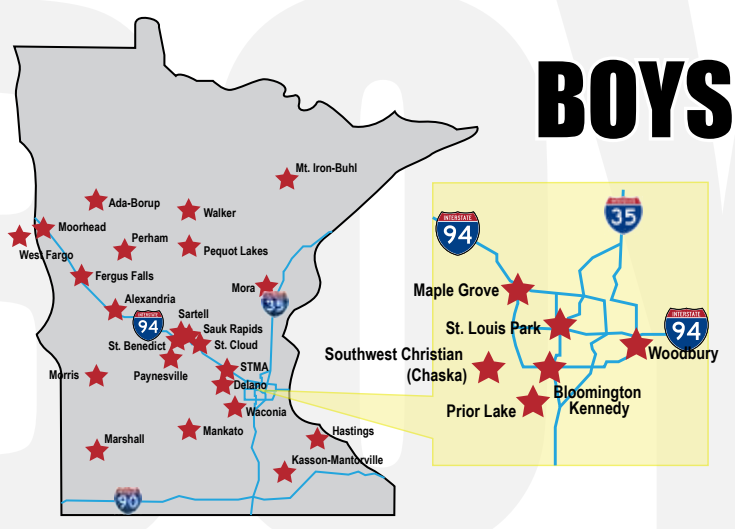 BOYS
Mt. Iron-Buhl
Ada-Borup
Walker
Moorhead
West Fargo
Perham
Pequot Lakes
Fergus Falls
Mora
35
Alexandria
Sartell
94
Sauk Rapids
St. Benedict
St. Cloud
Paynesville
STMA
Morris
Delano
Waconia
Mankato
Hastings
Marshall
Kasson-Mantorville
90
INTERSTATE
94
INTERSTATE
35
Maple Grove
St. Louis Park
INTERSTATE
94
Woodbury
Southwest Christian
(Chaska)
Bloomington
Kennedy
Prior Lake